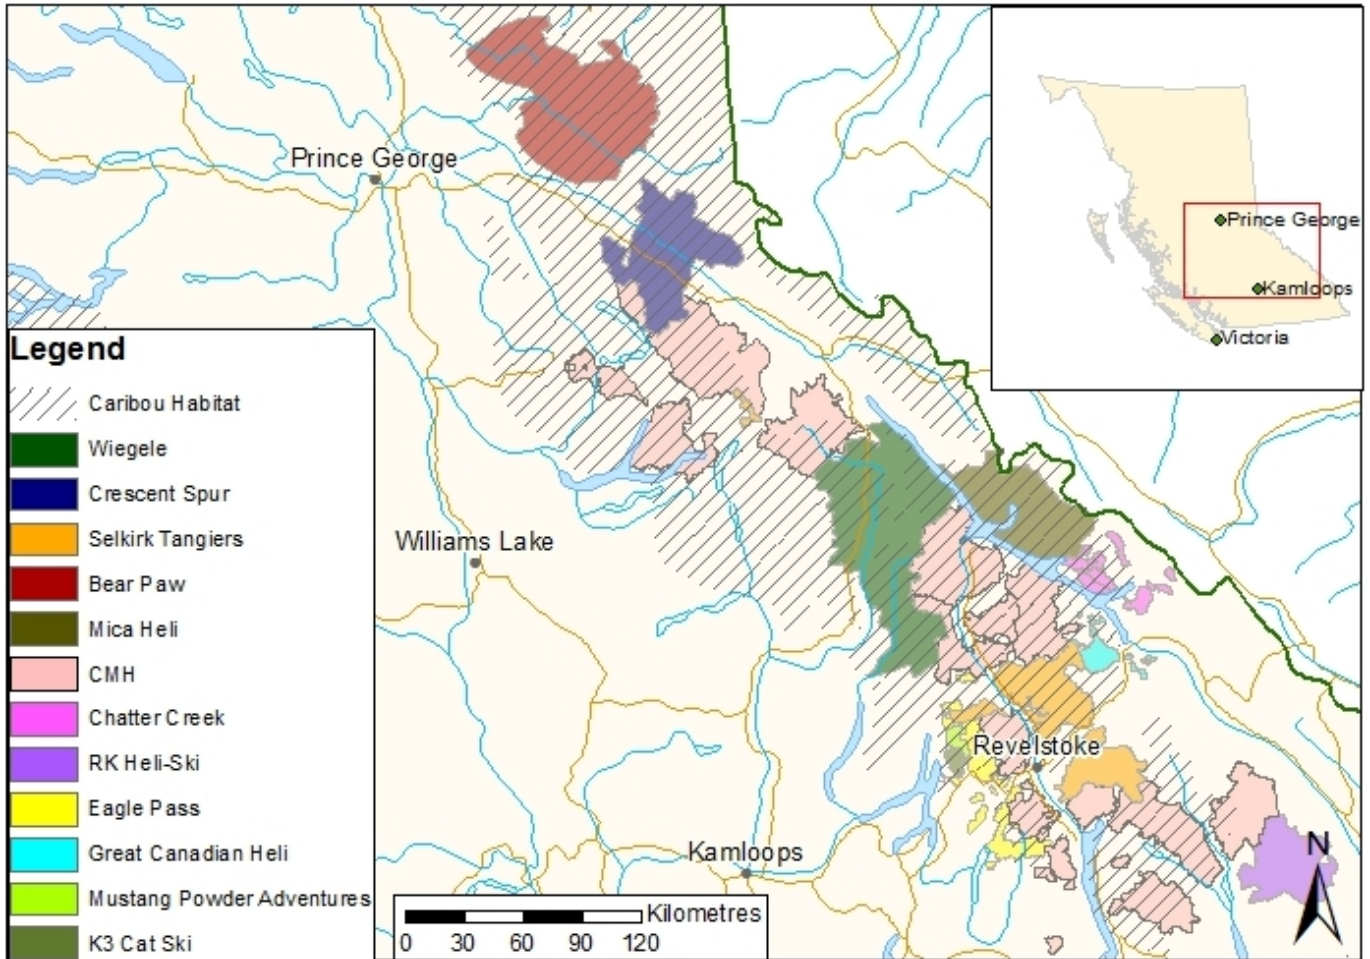 Prince George
Prince George
Kamloops
Victoria
Legend
Caribou Habitat
Wiegele
Crescent Spur
Selkirk Tangiers
Bear Paw
Mica Heli
CMH
Chatter Creek
RK Heli-Ski
Eagle Pass
Great Canadian Heli
Mustang Powder Adventures
K3 Cat Ski
Williams Lake
Revelstoke
Kamloops
N
Kilometres
0 30 60 90 120